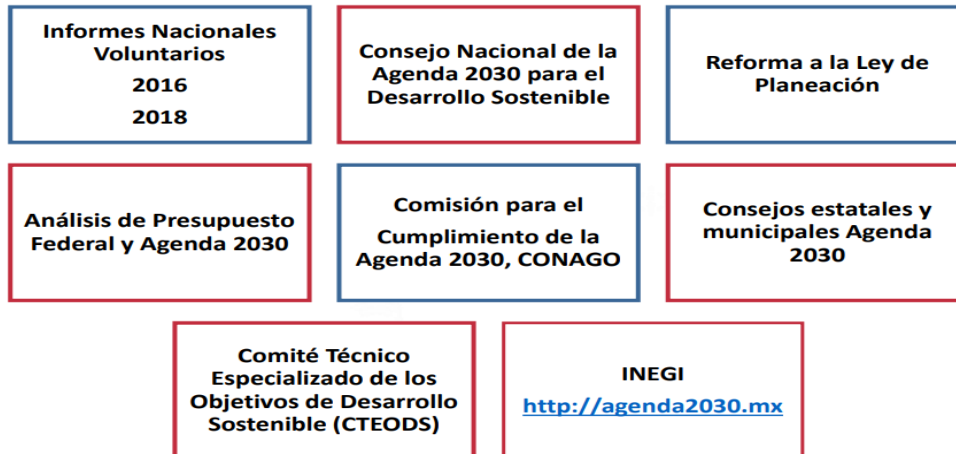 Informes Nacionales
Voluntarios
2016
2018
Consejo Nacional de la
Agenda 2030 para el
Desarrollo Sostenible
Reforma a la Ley de
Planeación
Análisis de Presupuesto
Federal y Agenda 2030
Comisión para el
Cumplimiento de la
Agenda 2030, CONAGO
Consejos estatales y
municipales Agenda
2030
Comité Técnico
Especializado de los
Objetivos de Desarrollo
Sostenible (CTEODS)
INEGI
http://agenda2030.mx